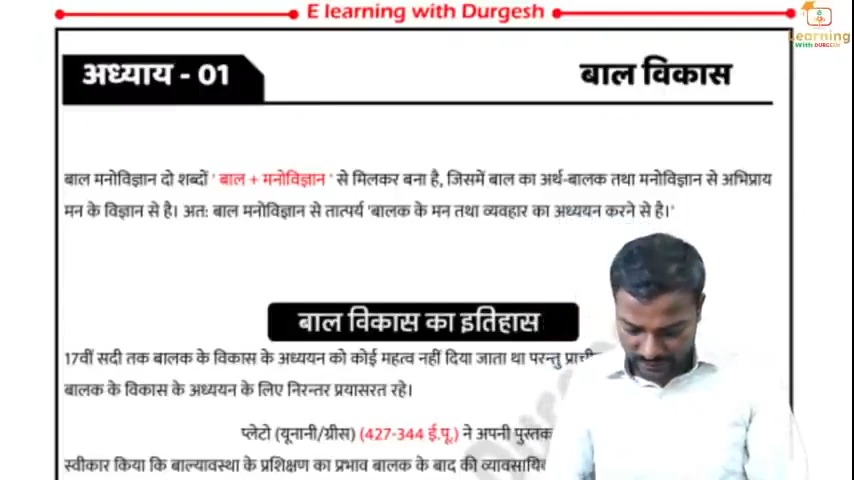 E learning with Durgesh
Learning
With DURGESH
अध्याय - 01
बाल विकास
बाल मनोविज्ञान दो शब्दों ' बाल + मनोविज्ञान ' से मिलकर बना है, जिसमें बाल का अर्थ-बालक तथा मनोविज्ञान से अभिप्राय
मन के विज्ञान से है। अत: बाल मनोविज्ञान से तात्पर्य 'बालक के मन तथा व्यवहार का अध्ययन करने से है।'
बाल विकास का इतिहास
17वीं सदी तक बालक के विकास के अध्ययन को कोई महत्व नहीं दिया जाता था परन्तु
बालक के विकास के अध्ययन के लिए निरन्तर प्रयासरत रहे।
प्लेटो (यूनानी/ग्रीस) (427-344 ई.पू.) ने अपनी पुस्तक
स्वीकार किया कि बाल्यावस्था के प्रशिक्षण का प्रभाव बालक के बाद की